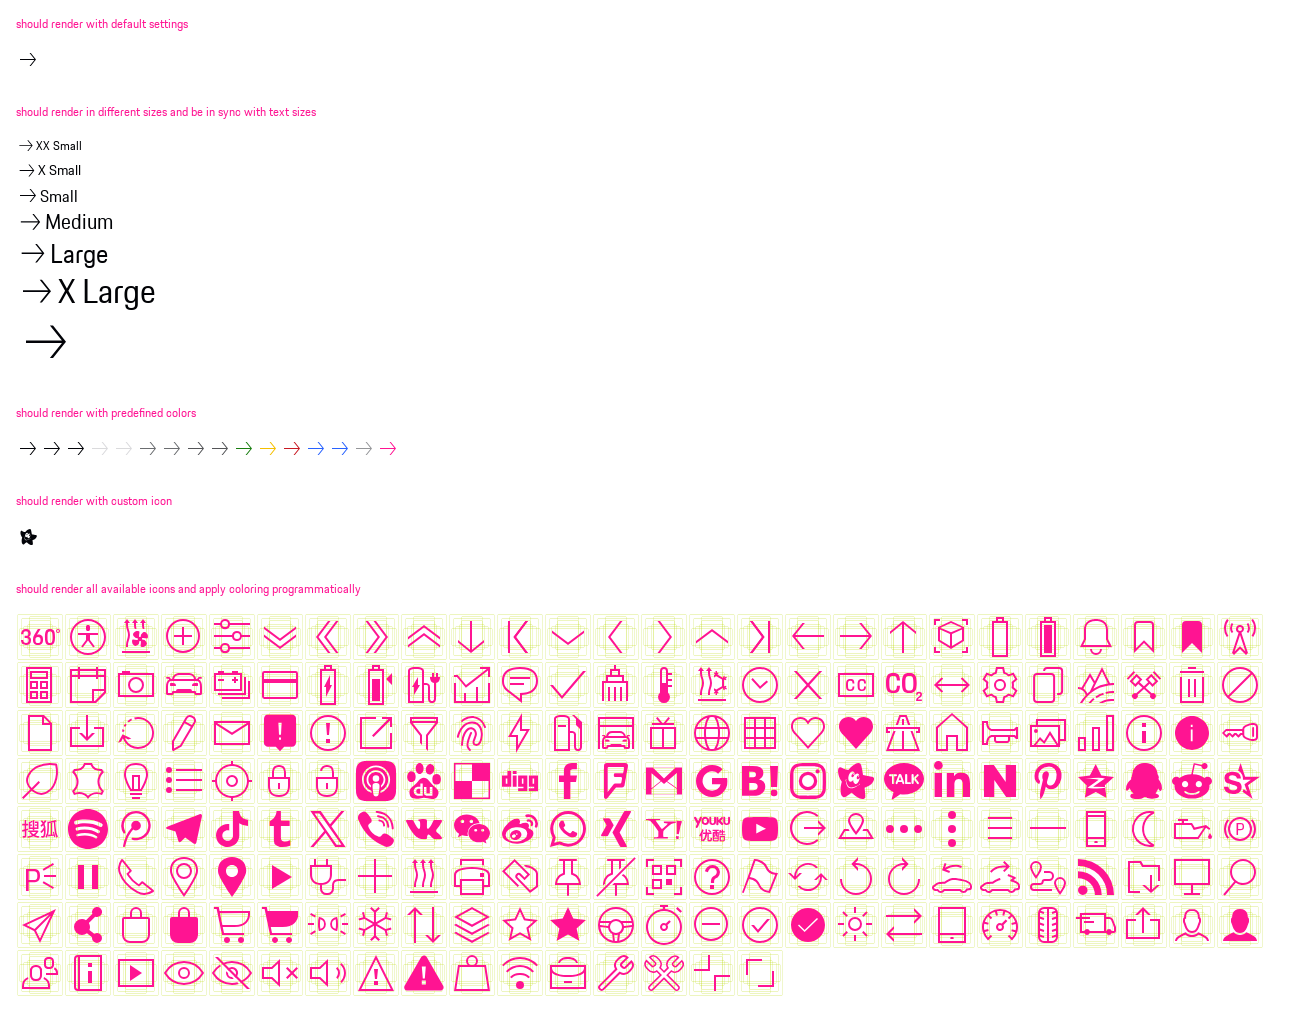 should render with default settings
should render in different sizes and be in sync with text sizes
XX Small
X Small
Small
Medium
Large
X Large
should render with predefined colors
should render with custom icon
should render all available icons and apply coloring programmatically
360°
CC
CO2
digg
B!
TALK
in
N
du
搜狐
Y!
YOUKU
优酷
P
P